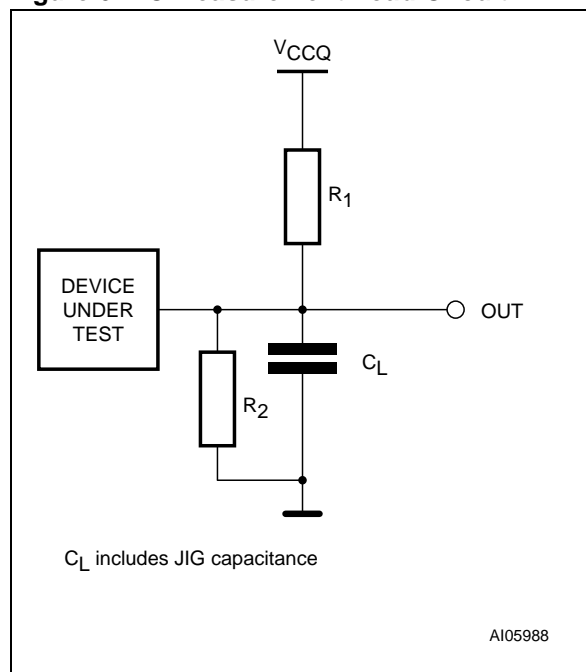 VCCQ
R1
DEVICE
UNDER
TEST
OUT
CL
R2
CL includes JIG capacitance
AI05988